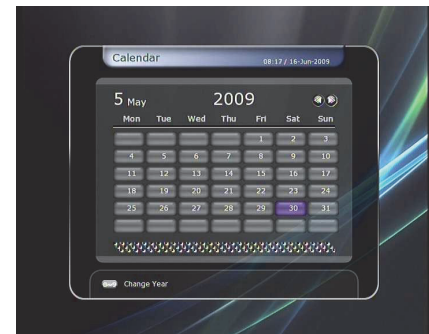 Calendar 08:17 / 16-Jun-2009
5 May 2009
Mon Tue Wed Thu Fri Sat Sun
1 2 3
4 5 6 7 8 9 10
11 12 13 14 15 16 17
18 19 20 21 22 23 24
25 26 27 28 29 30 31
Change Year